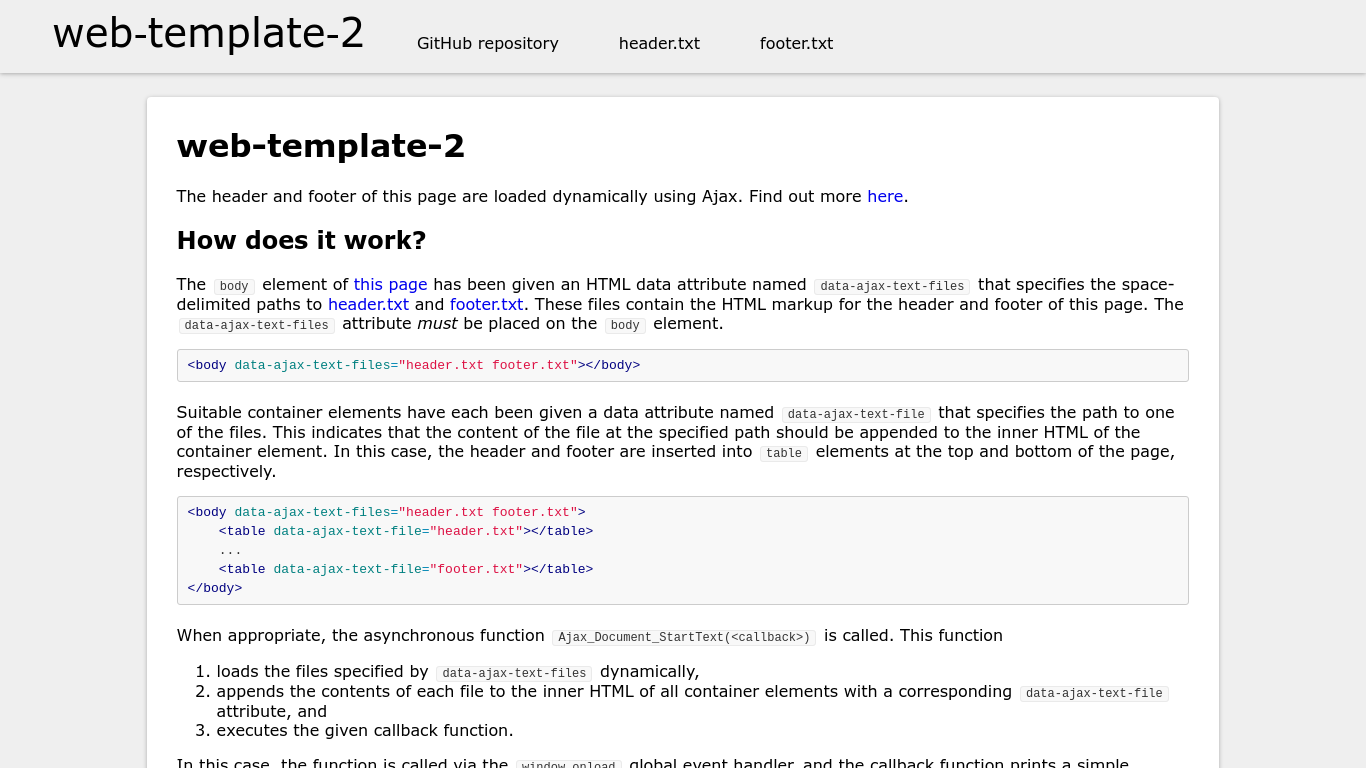 web-template-2 GitHub repository header.txt footer.txt
web-template-2
The header and footer of this page are loaded dynamically using Ajax. Find out more here.
How does it work?
The body element of this page has been given an HTML data attribute named data-ajax-text-files that specifies the space-
delimited paths to header.txt and footer.txt. These files contain the HTML markup for the header and footer of this page. The
data-ajax-text-files attribute must be placed on the body element.
<body data-ajax-text-files="header.txt footer.txt"></body>
Suitable container elements have each been given a data attribute named data-ajax-text-file that specifies the path to one
of the files. This indicates that the content of the file at the specified path should be appended to the inner HTML of the
container element. In this case, the header and footer are inserted into table elements at the top and bottom of the page,
respectively.
<body data-ajax-text-files="header.txt footer.txt">
    <table data-ajax-text-file="header.txt"></table>
    ...
    <table data-ajax-text-file="footer.txt"></table>
</body>
When appropriate, the asynchronous function Ajax_Document_StartText(<callback>) is called. This function
1. loads the files specified by data-ajax-text-files dynamically,
2. appends the contents of each file to the inner HTML of all container elements with a corresponding data-ajax-text-file
attribute, and
3. executes the given callback function.
In this case, the function is called via the window.onload global event handler, and the callback function prints a simple